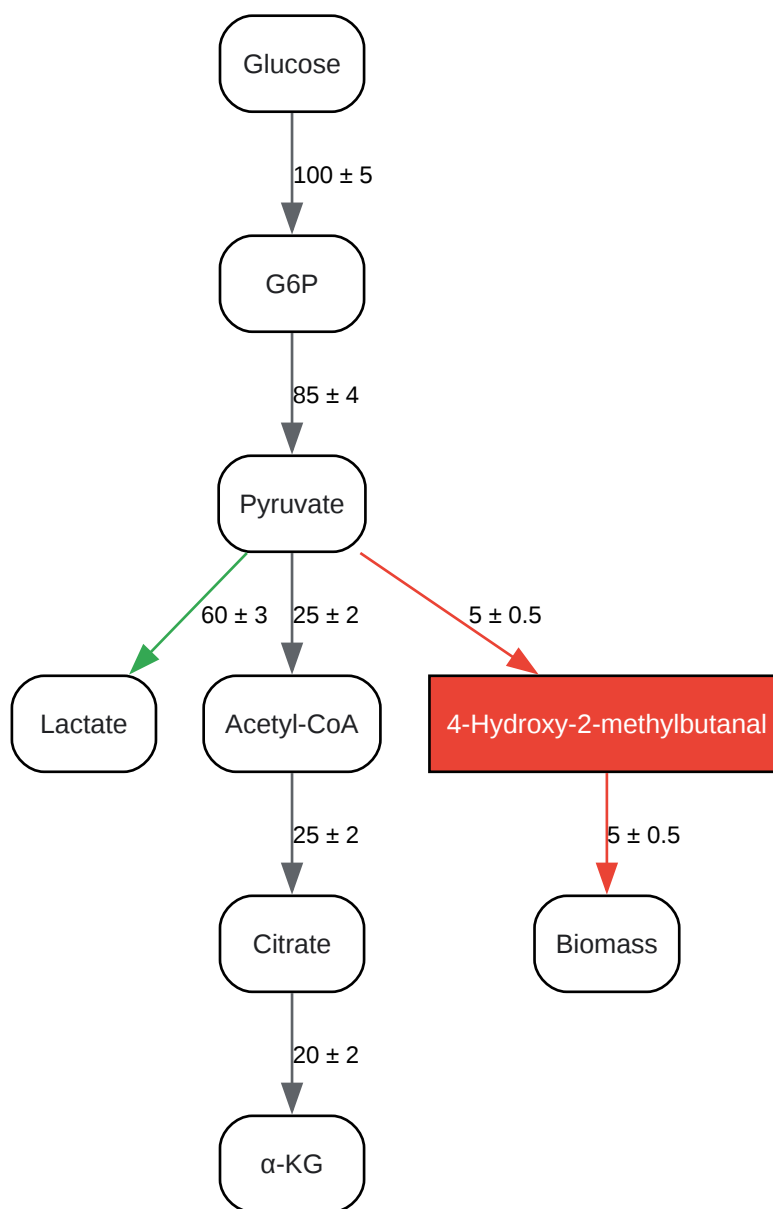 Glucose
100 ± 5
G6P
85 ± 4
Pyruvate
60 ± 3
25 ± 2
5 ± 0.5
Lactate
Acetyl-CoA
4-Hydroxy-2-methylbutanal
25 ± 2
5 ± 0.5
Citrate
Biomass
20 ± 2
α-KG